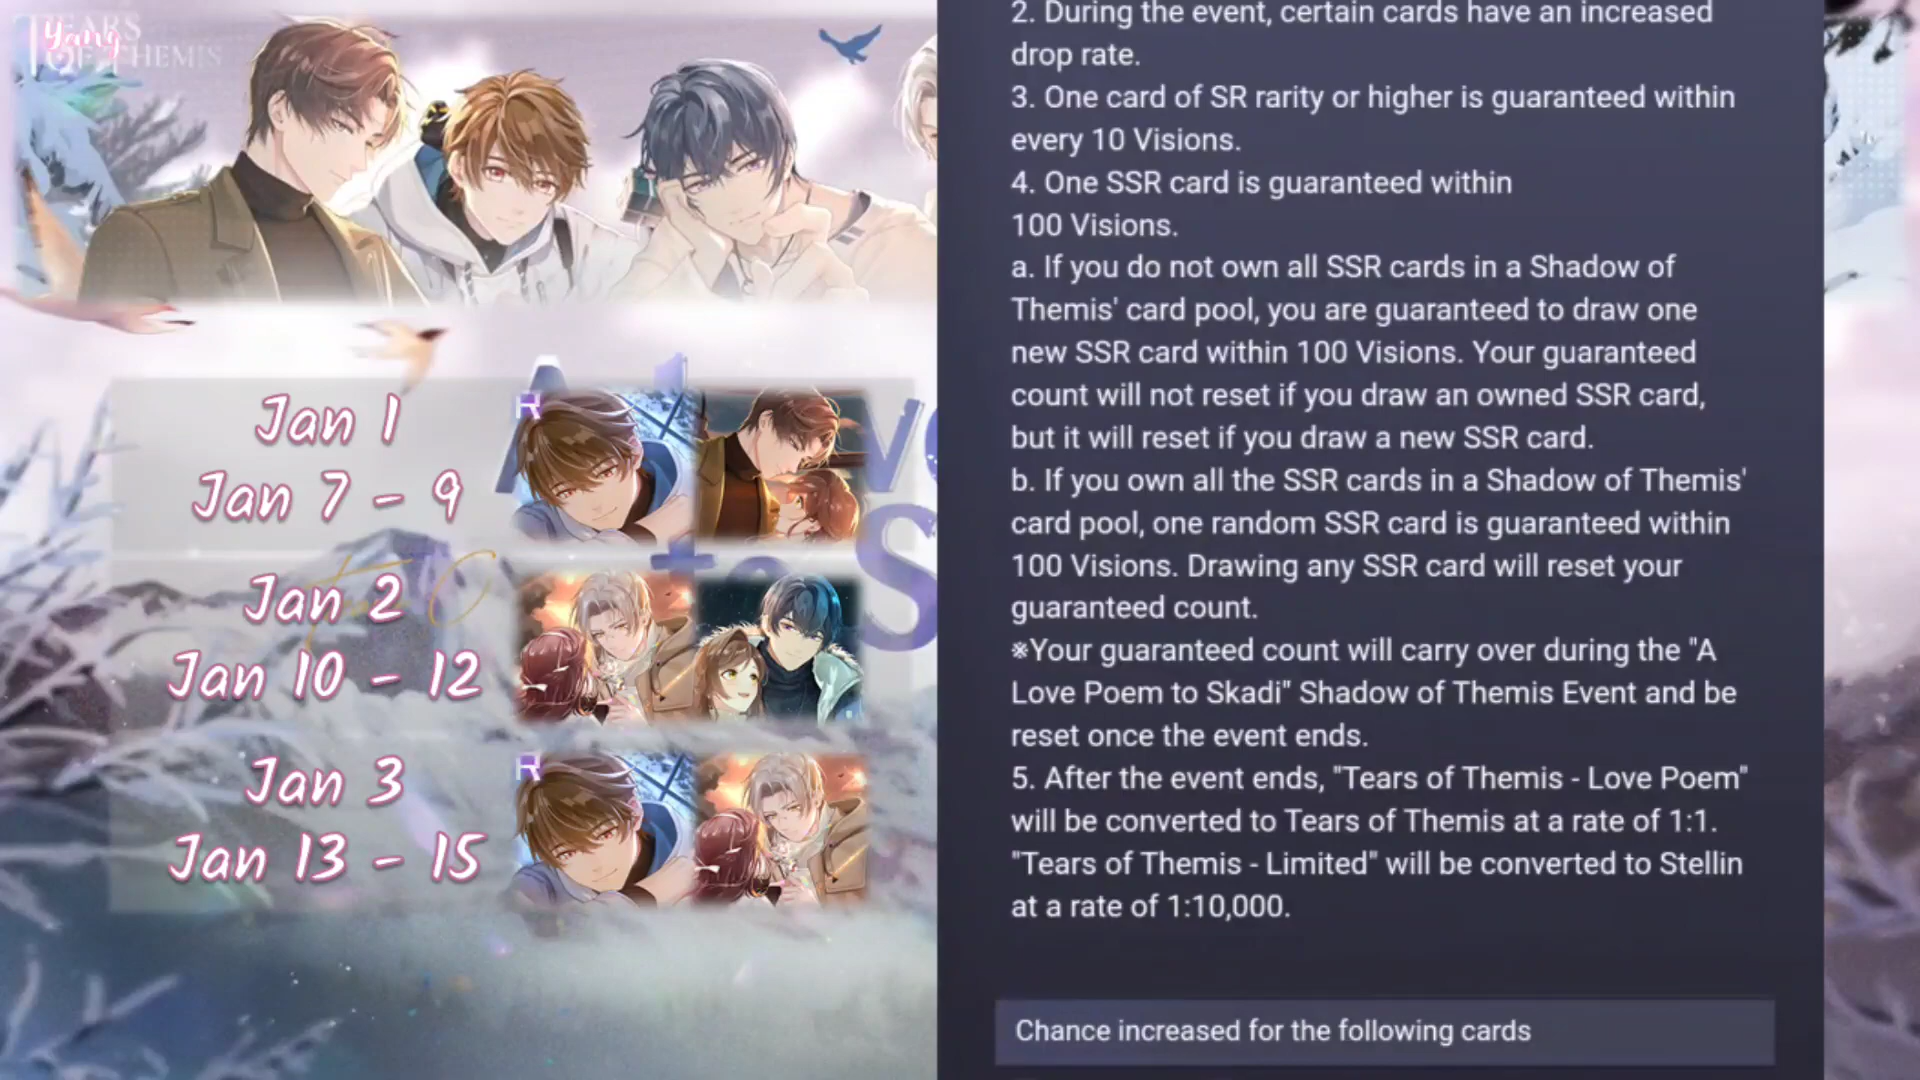 TEARS
OF THEMIS
Yang
Jan 1
Jan 7 - 9
Jan 2
Jan 10 - 12
Jan 3
Jan 13 - 15
R
R
2. During the event, certain cards have an increased
drop rate.
3. One card of SR rarity or higher is guaranteed within
every 10 Visions.
4. One SSR card is guaranteed within
100 Visions.
a. If you do not own all SSR cards in a Shadow of
Themis' card pool, you are guaranteed to draw one
new SSR card within 100 Visions. Your guaranteed
count will not reset if you draw an owned SSR card,
but it will reset if you draw a new SSR card.
b. If you own all the SSR cards in a Shadow of Themis'
card pool, one random SSR card is guaranteed within
100 Visions. Drawing any SSR card will reset your
guaranteed count.
※Your guaranteed count will carry over during the "A
Love Poem to Skadi" Shadow of Themis Event and be
reset once the event ends.
5. After the event ends, "Tears of Themis - Love Poem"
will be converted to Tears of Themis at a rate of 1:1.
"Tears of Themis - Limited" will be converted to Stellin
at a rate of 1:10,000.
Chance increased for the following cards